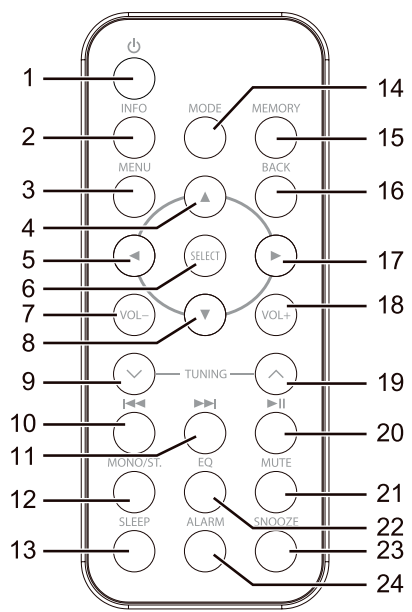 1
INFO MODE MEMORY 14
2 15
MENU BACK
3 16
4
5 SELECT 17
6
7 VOL− VOL+ 18
8
9 TUNING 19
10 20
11
MONO/ST. EQ MUTE
12 21
22
SLEEP ALARM SNOOZE
13 23
24